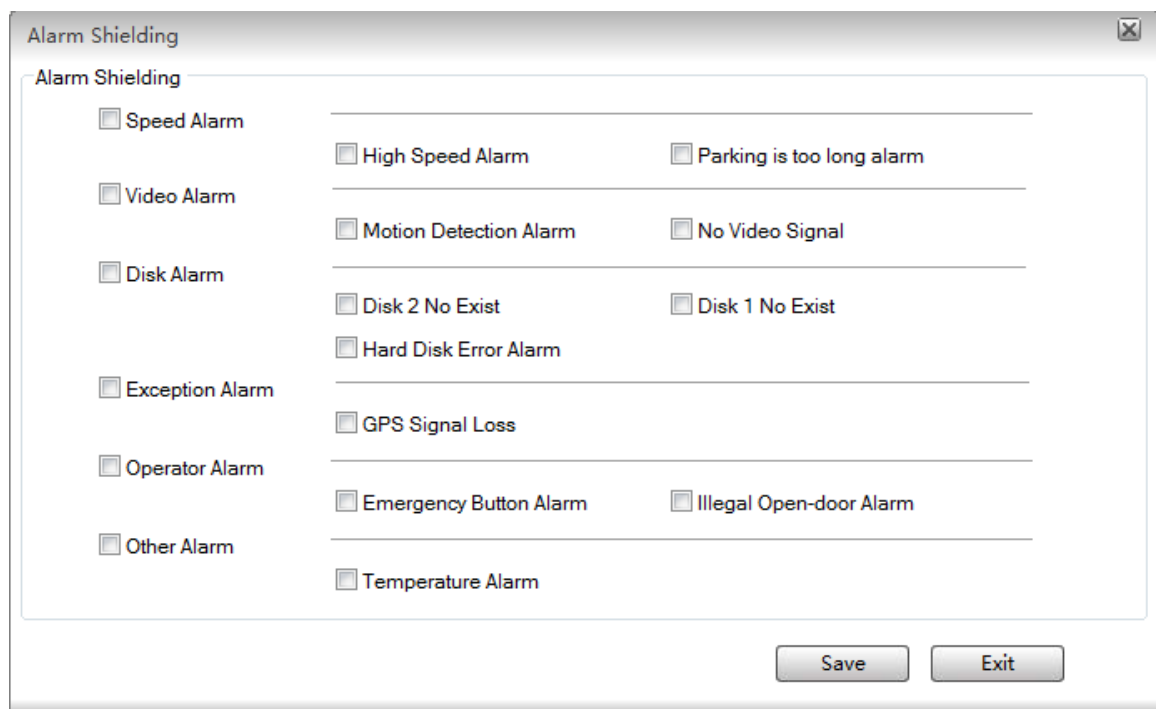 Alarm Shielding
Alarm Shielding
Speed Alarm
High Speed Alarm Parking is too long alarm
Video Alarm
Motion Detection Alarm No Video Signal
Disk Alarm
Disk 2 No Exist Disk 1 No Exist
Hard Disk Error Alarm
Exception Alarm
GPS Signal Loss
Operator Alarm
Emergency Button Alarm Illegal Open-door Alarm
Other Alarm
Temperature Alarm
Save Exit